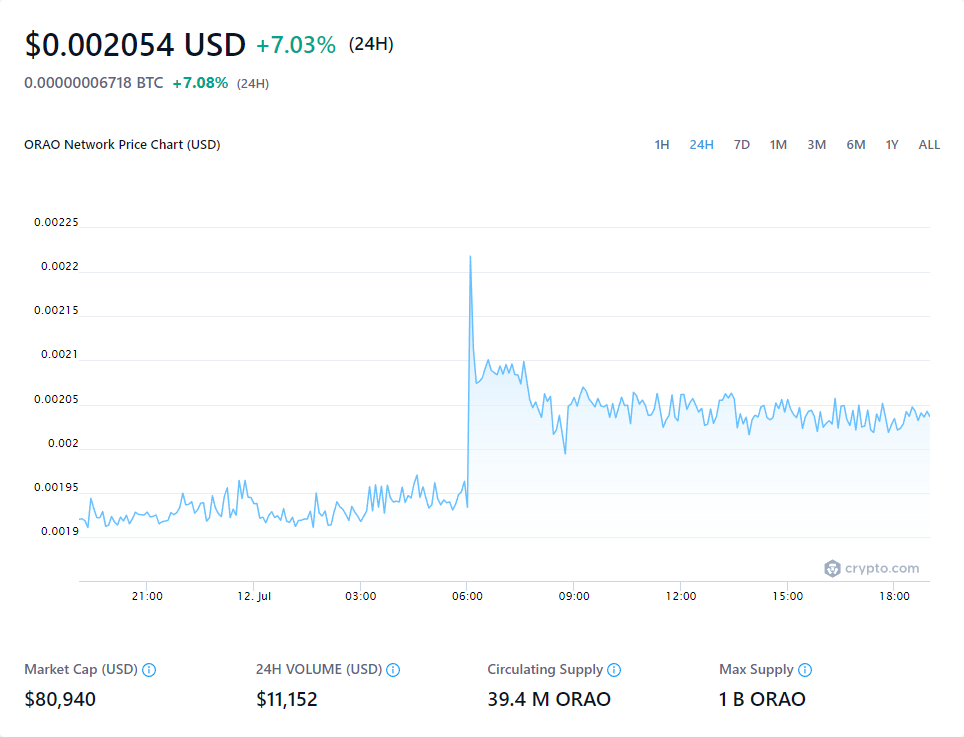 $0.002054 USD +7.03% (24H)
0.00000006718 BTC +7.08% (24H)
ORAO Network Price Chart (USD) 1H 24H 7D 1M 3M 6M 1Y ALL
0.00225
0.0022
0.00215
0.0021
0.00205
0.002
0.00195
0.0019
crypto.com
21:00 12. Jul 03:00 06:00 09:00 12:00 15:00 18:00
Market Cap (USD) 24H VOLUME (USD) Circulating Supply Max Supply
$80,940 $11,152 39.4 M ORAO 1 B ORAO